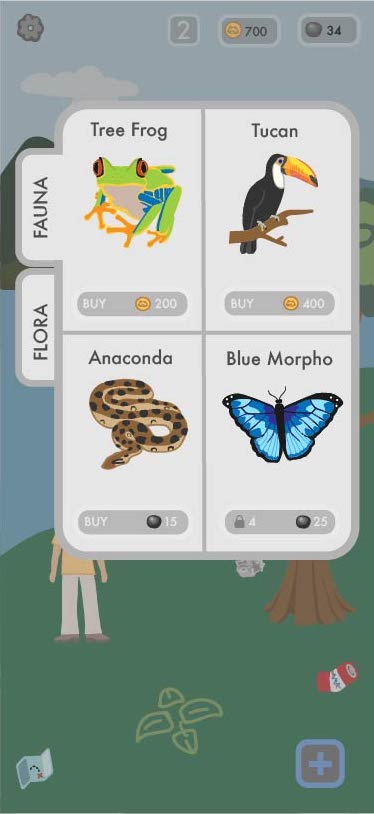 2
700
34
FAUNA
FLORA
Tree Frog
Tucan
BUY 200
BUY 400
Anaconda
Blue Morpho
BUY 15
4 25